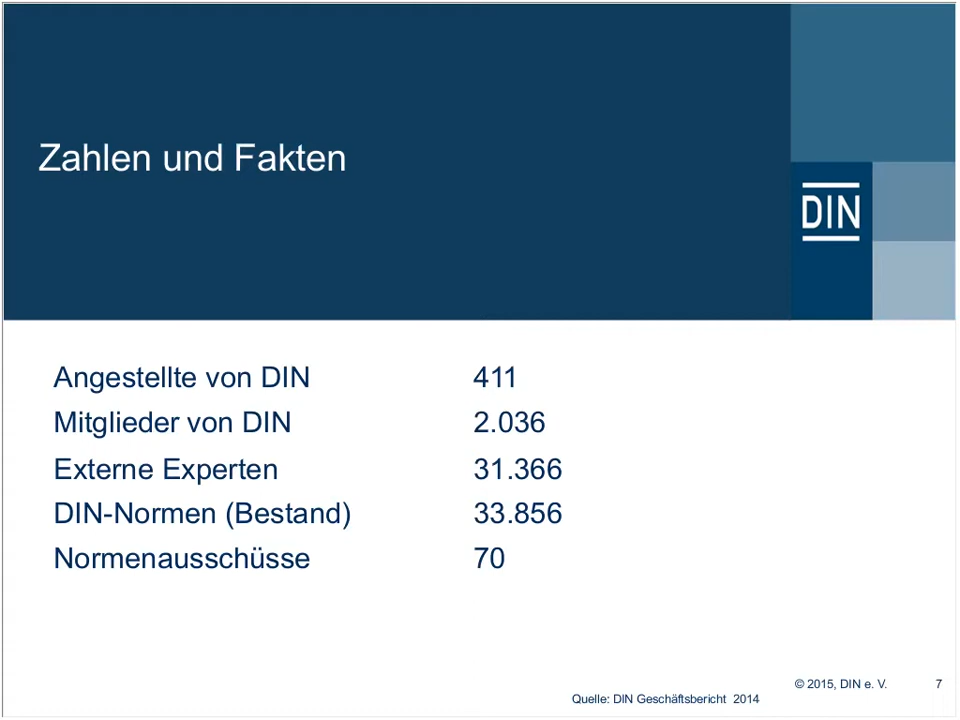 Zahlen und Fakten
DIN
Angestellte von DIN 411
Mitglieder von DIN 2.036
Externe Experten 31.366
DIN-Normen (Bestand) 33.856
Normenausschüsse 70
© 2015, DIN e. V. 7
Quelle: DIN Geschäftsbericht 2014